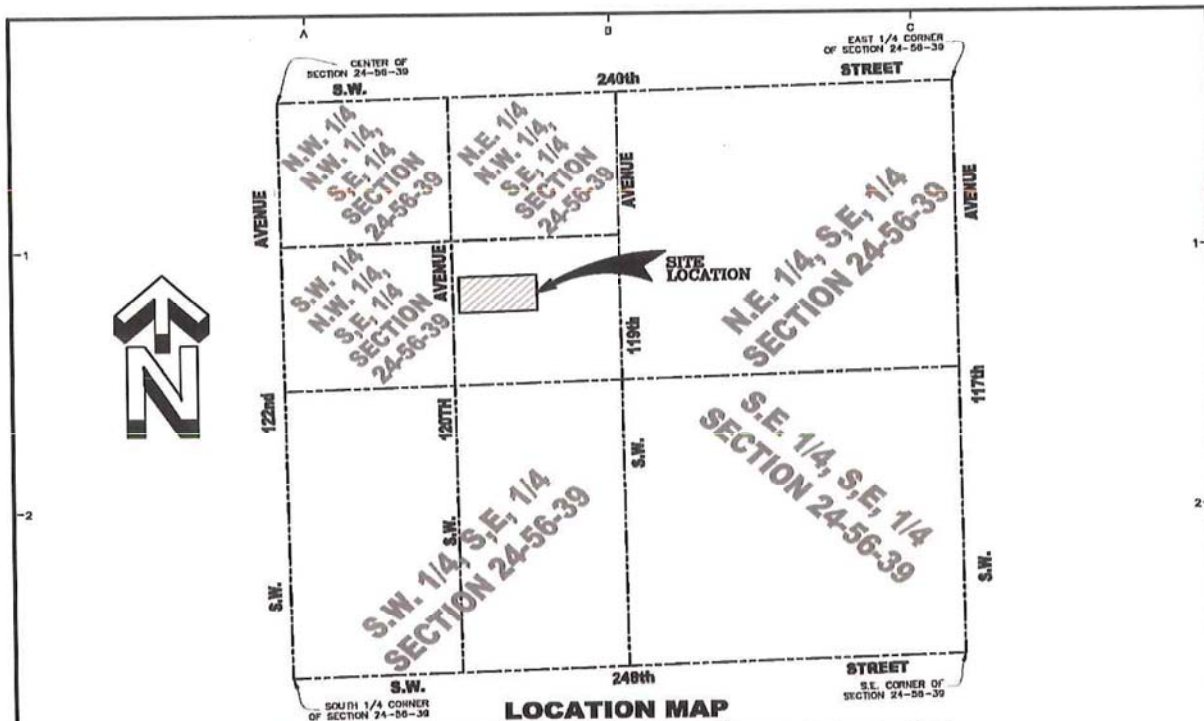 A
B
C
CENTER OF
SECTION 24-56-39
EAST 1/4 CORNER
OF SECTION 24-56-39
S.W.
240th
STREET
N.W. 1/4
N.W. 1/4,
S,E, 1/4
SECTION
24-56-39
N.E. 1/4
N.W. 1/4,
S,E, 1/4
SECTION
24-56-39
AVENUE
AVENUE
AVENUE
N.E. 1/4, S,E, 1/4
SECTION 24-56-39
1
1
S.W. 1/4
N.W. 1/4,
S,E, 1/4
SECTION
24-56-39
AVENUE
SITE
LOCATION
119th
N
122nd
120TH
117th
S.W.
S.E. 1/4, S,E, 1/4
SECTION 24-56-39
2
2
S.W. 1/4, S,E, 1/4
SECTION 24-56-39
S.W.
S.W.
S.W.
S.W.
248th
STREET
SOUTH 1/4 CORNER
OF SECTION 24-56-39
S.E. CORNER OF
SECTION 24-56-39
LOCATION MAP